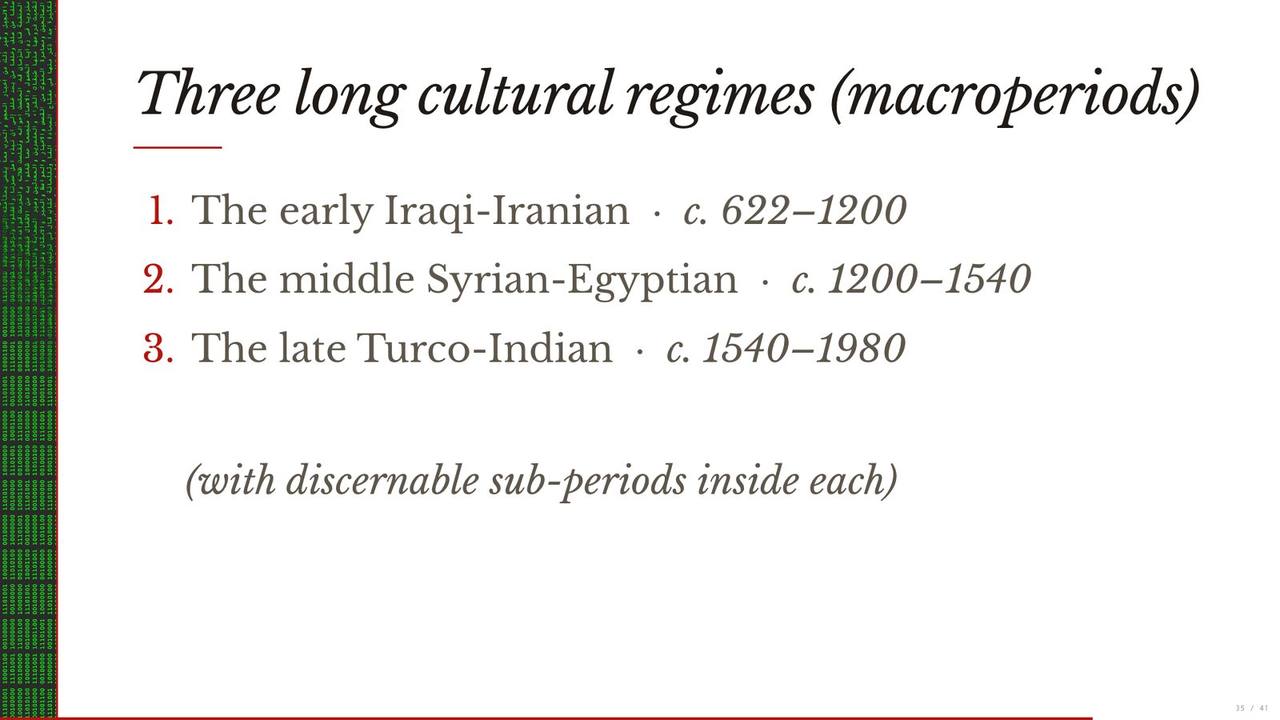 Three long cultural regimes (macroperiods)
1. The early Iraqi-Iranian · c. 622–1200
2. The middle Syrian-Egyptian · c. 1200–1540
3. The late Turco-Indian · c. 1540–1980
(with discernable sub-periods inside each)
35 / 41